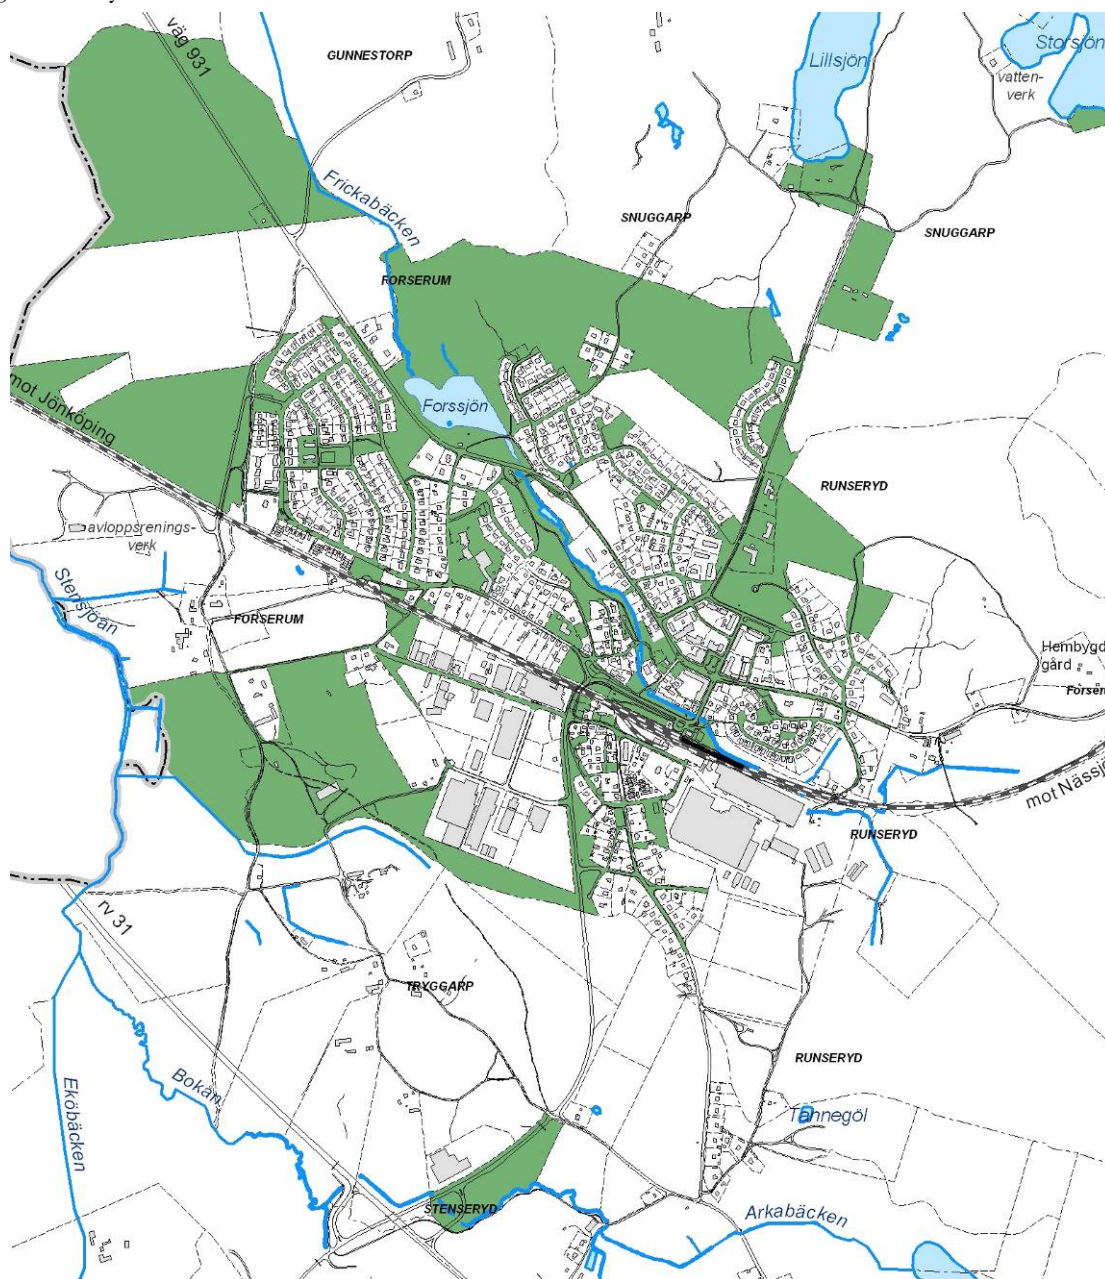 väg 931
GUNNESTORP
Lillsjön
Storsjön
vatten-
verk
Frickabäcken
SNUGGARP
SNUGGARP
FORSERUM
mot Jönköping
Forssjön
RUNSERYD
avloppsrenings-
verk
Stensjöån
FORSERUM
Hembygd
gård
Forser
mot Nässj
RUNSERYD
rv 31
TRYGGARP
RUNSERYD
Bokån
Eköbäcken
Tannegöl
STENSERYD
Arkabäcken